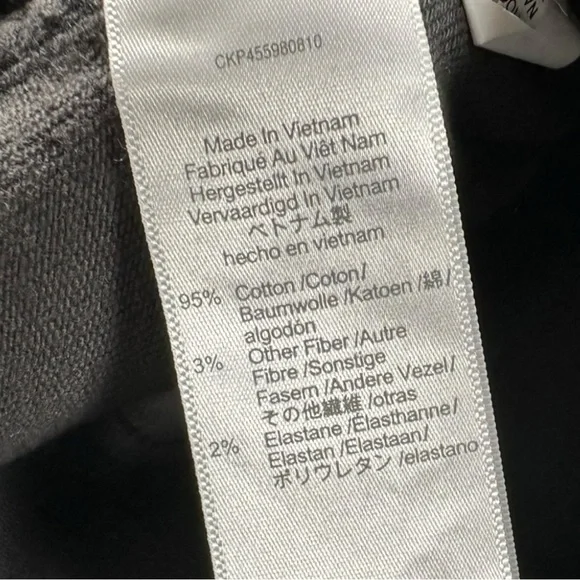 CKP455980810
Made In Vietnam
Fabriqué Au Viêt Nam
Hergestellt In Vietnam
Vervaardigd In Vietnam
ベトナム製
hecho en vietnam
95% Cotton /Coton/
Baumwolle /Katoen /綿/
algodón
3% Other Fiber /Autre
Fibre /Sonstige
Fasern /Andere Vezel/
その他繊維 /otras
2% Elastane /Elasthanne/
Elastan /Elastaan/
ポリウレタン /elastano